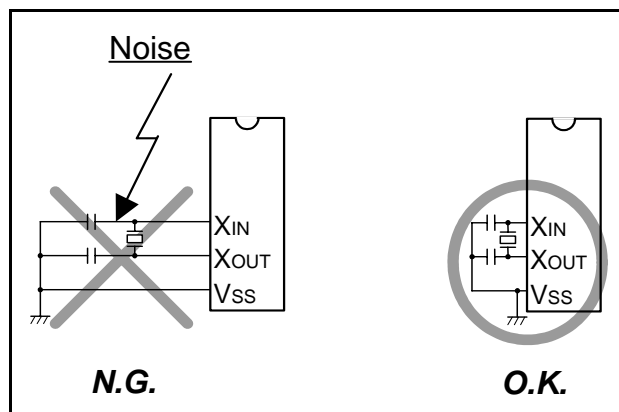 Noise
XIN
XOUT
VSS
N.G.
XIN
XOUT
VSS
O.K.